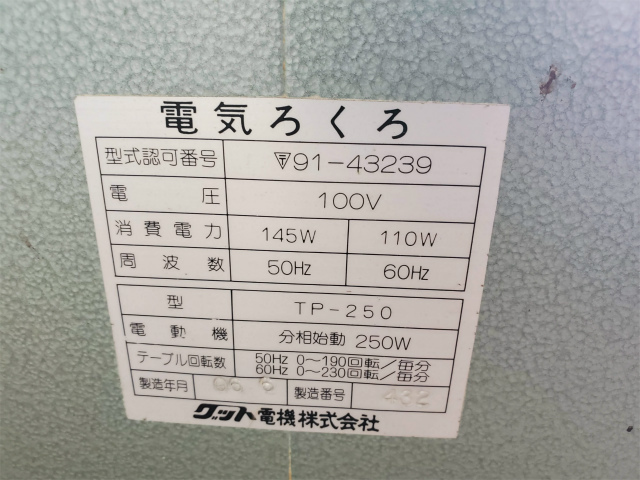 電気ろくろ
型式認可番号 91-43239
電圧 100V
消費電力 145W 110W
周波数 50Hz 60Hz
型 TP-250
電動機 分相始動 250W
テーブル回転数 50Hz 0〜190回転/毎分
60Hz 0〜230回転/毎分
製造年月 06 6 製造番号 432
グット電機株式会社